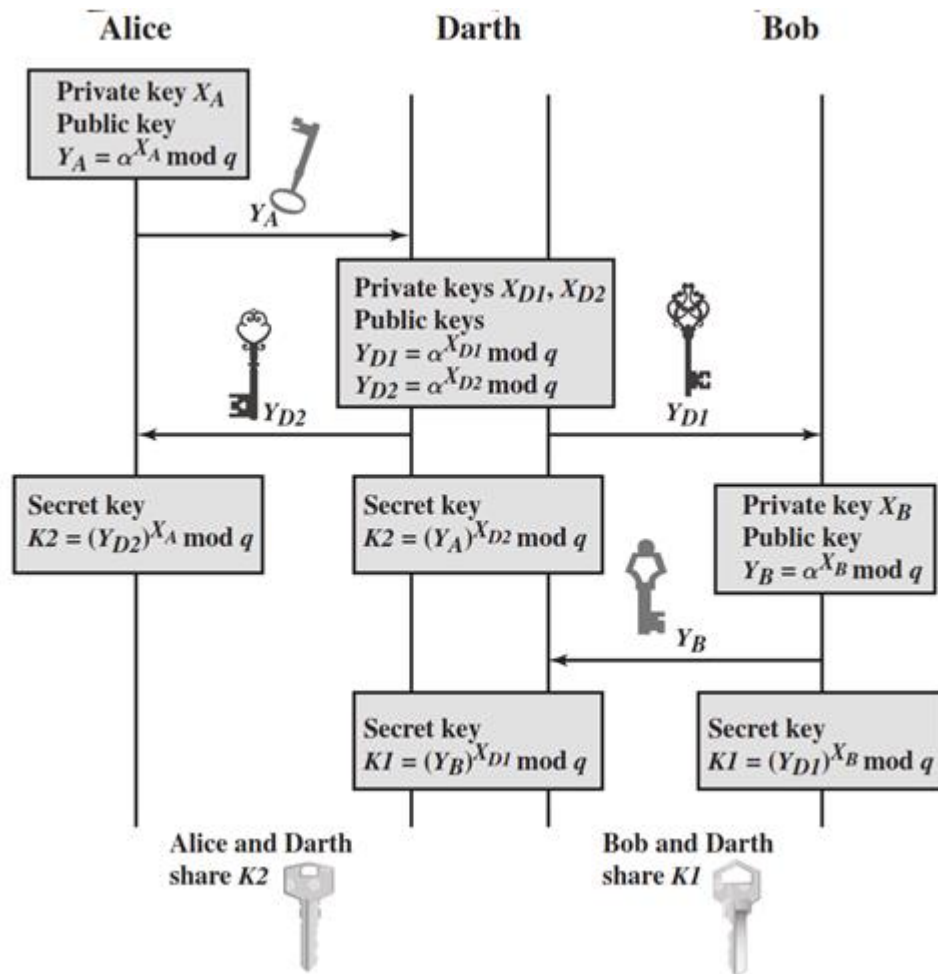 Alice
Darth
Bob
Private key X_A
Public key
Y_A = α^{X_A} mod q
Y_A
Private keys X_{D1}, X_{D2}
Public keys
Y_{D1} = α^{X_{D1}} mod q
Y_{D2} = α^{X_{D2}} mod q
Y_{D2}
Y_{D1}
Secret key
K2 = (Y_{D2})^{X_A} mod q
Secret key
K2 = (Y_A)^{X_{D2}} mod q
Private key X_B
Public key
Y_B = α^{X_B} mod q
Y_B
Secret key
K1 = (Y_B)^{X_{D1}} mod q
Secret key
K1 = (Y_{D1})^{X_B} mod q
Alice and Darth
share K2
Bob and Darth
share K1